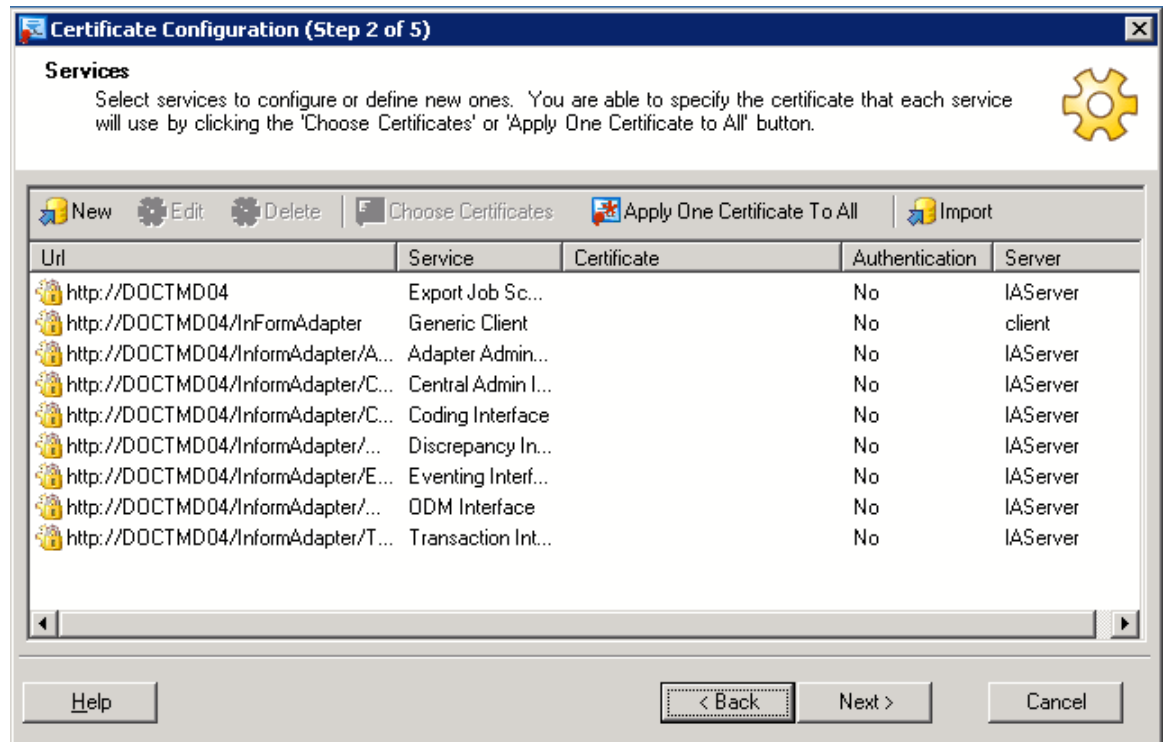 Certificate Configuration (Step 2 of 5)
Services
Select services to configure or define new ones. You are able to specify the certificate that each service
will use by clicking the 'Choose Certificates' or 'Apply One Certificate to All' button.
New Edit Delete Choose Certificates Apply One Certificate To All Import
Url Service Certificate Authentication Server
http://DOCTMD04 Export Job Sc... No IAServer
http://DOCTMD04/InFormAdapter Generic Client No client
http://DOCTMD04/InformAdapter/A... Adapter Admin... No IAServer
http://DOCTMD04/InformAdapter/C... Central Admin I... No IAServer
http://DOCTMD04/InformAdapter/C... Coding Interface No IAServer
http://DOCTMD04/InformAdapter/... Discrepancy In... No IAServer
http://DOCTMD04/InformAdapter/E... Eventing Interf... No IAServer
http://DOCTMD04/InformAdapter/... ODM Interface No IAServer
http://DOCTMD04/InformAdapter/T... Transaction Int... No IAServer
Help < Back Next > Cancel